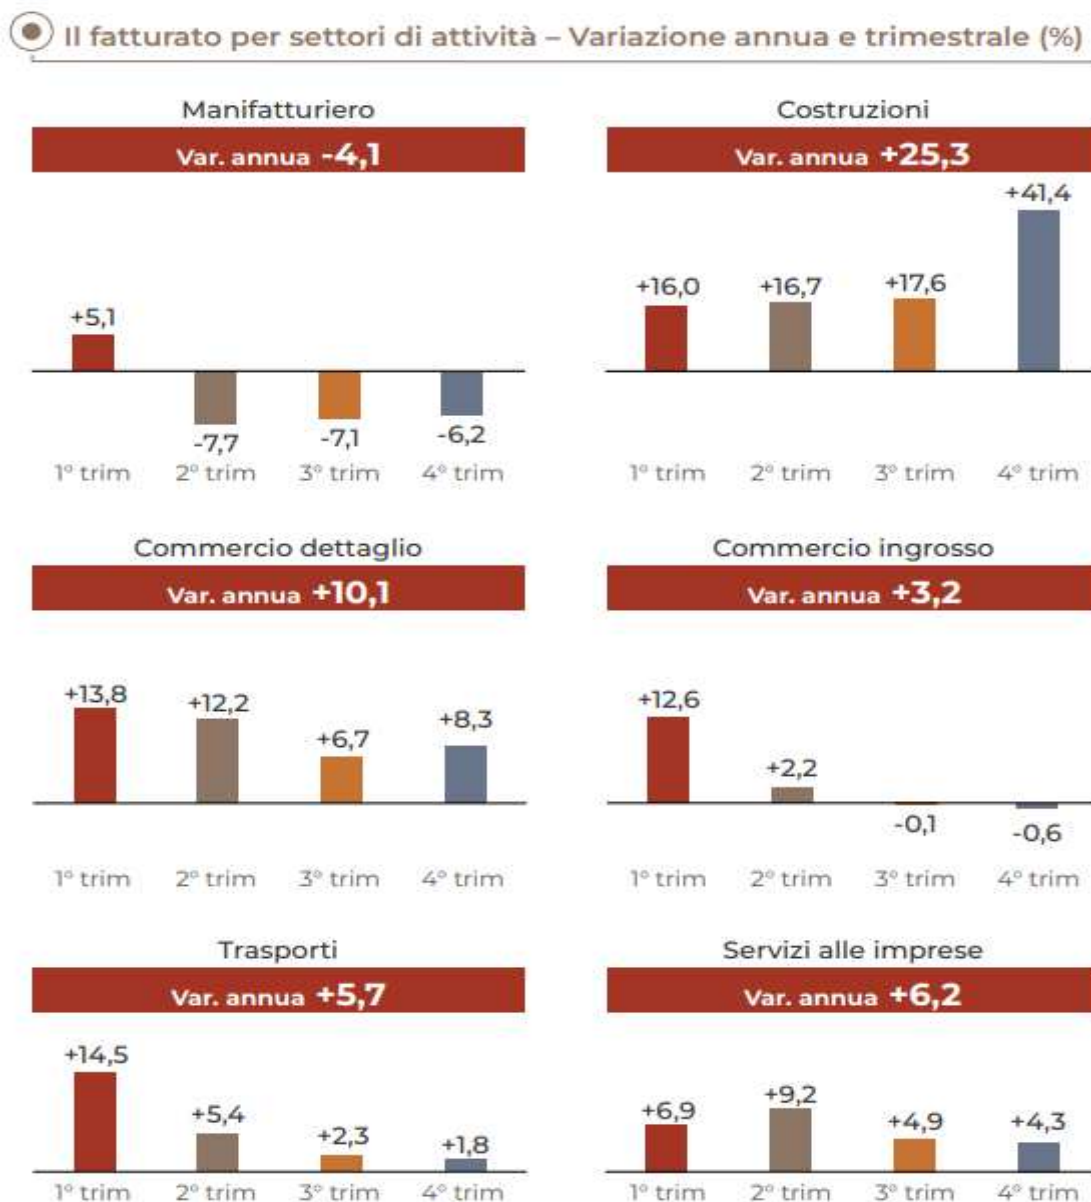 Il fatturato per settori di attività – Variazione annua e trimestrale (%)
Manifatturiero
Var. annua -4,1
+5,1
-7,7
-7,1
-6,2
1° trim 2° trim 3° trim 4° trim
Costruzioni
Var. annua +25,3
+16,0
+16,7
+17,6
+41,4
1° trim 2° trim 3° trim 4° trim
Commercio dettaglio
Var. annua +10,1
+13,8
+12,2
+6,7
+8,3
1° trim 2° trim 3° trim 4° trim
Commercio ingrosso
Var. annua +3,2
+12,6
+2,2
-0,1
-0,6
1° trim 2° trim 3° trim 4° trim
Trasporti
Var. annua +5,7
+14,5
+5,4
+2,3
+1,8
1° trim 2° trim 3° trim 4° trim
Servizi alle imprese
Var. annua +6,2
+6,9
+9,2
+4,9
+4,3
1° trim 2° trim 3° trim 4° trim